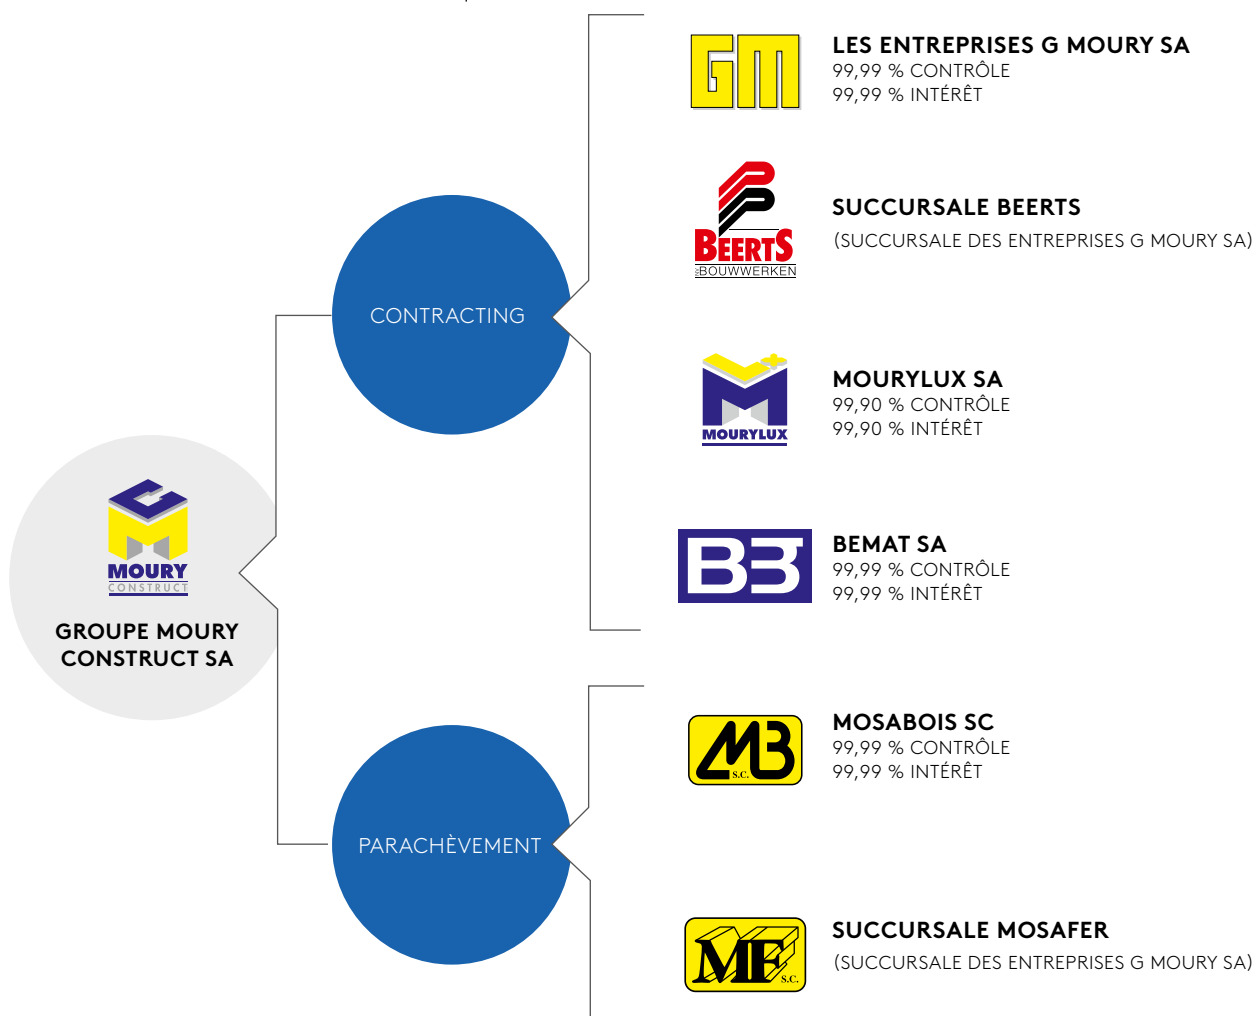 GM
LES ENTREPRISES G MOURY SA
99,99 % CONTRÔLE
99,99 % INTÉRÊT
BEERTS
BOUWWERKEN
SUCCURSALE BEERTS
(SUCCURSALE DES ENTREPRISES G MOURY SA)
CONTRACTING
MOURYLUX
MOURYLUX SA
99,90 % CONTRÔLE
99,90 % INTÉRÊT
MOURY
CONSTRUCT
GROUPE MOURY
CONSTRUCT SA
B3
BEMAT SA
99,99 % CONTRÔLE
99,99 % INTÉRÊT
MB
S.C.
MOSABOIS SC
99,99 % CONTRÔLE
99,99 % INTÉRÊT
PARACHÈVEMENT
MF
S.C.
SUCCURSALE MOSAFER
(SUCCURSALE DES ENTREPRISES G MOURY SA)